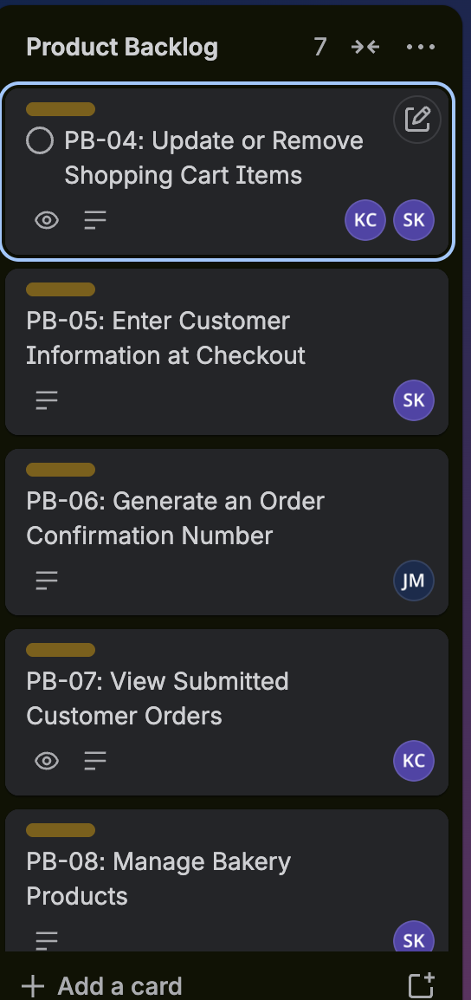 Product Backlog 7
PB-04: Update or Remove
Shopping Cart Items
KC SK
PB-05: Enter Customer
Information at Checkout
SK
PB-06: Generate an Order
Confirmation Number
JM
PB-07: View Submitted
Customer Orders
KC
PB-08: Manage Bakery
Products
SK
Add a card